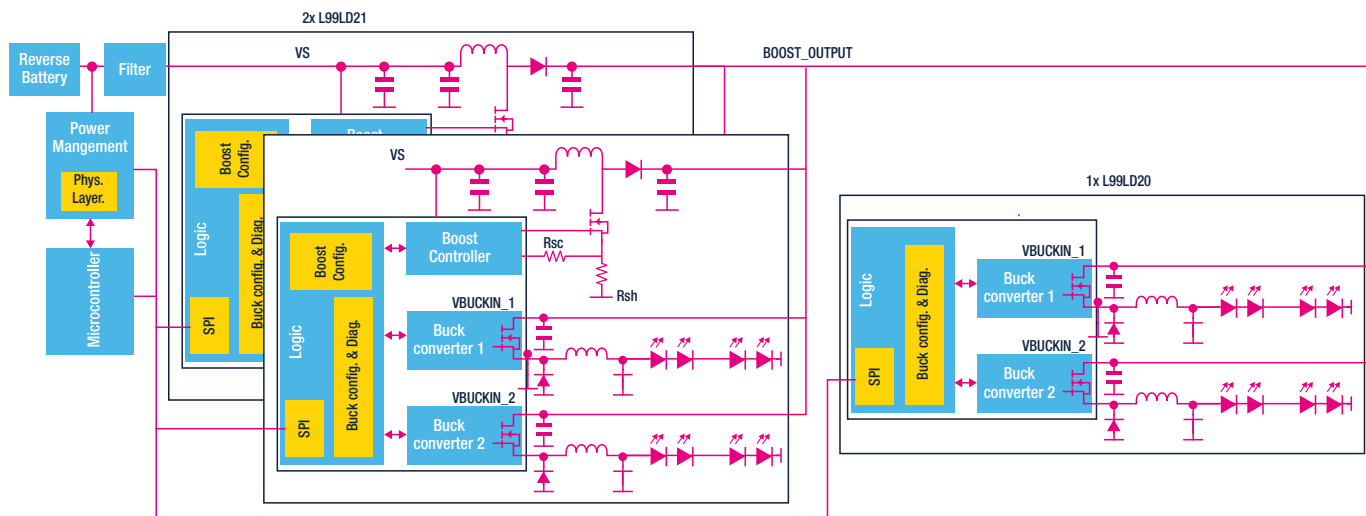 2x L99LD21
VS
BOOST_OUTPUT
Reverse
Battery
Filter
Power
Mangement
Phys.
Layer.
Microcontroller
Boost
Config.
Logic
Buck config. & Diag.
SPI
Boost
VS
Boost
Config.
Logic
Buck config. & Diag.
SPI
Boost
Controller
Rsc
Rsh
VBUCKIN_1
Buck
converter 1
VBUCKIN_2
Buck
converter 2
1x L99LD20
Logic
Buck config. & Diag.
SPI
VBUCKIN_1
Buck
converter 1
VBUCKIN_2
Buck
converter 2